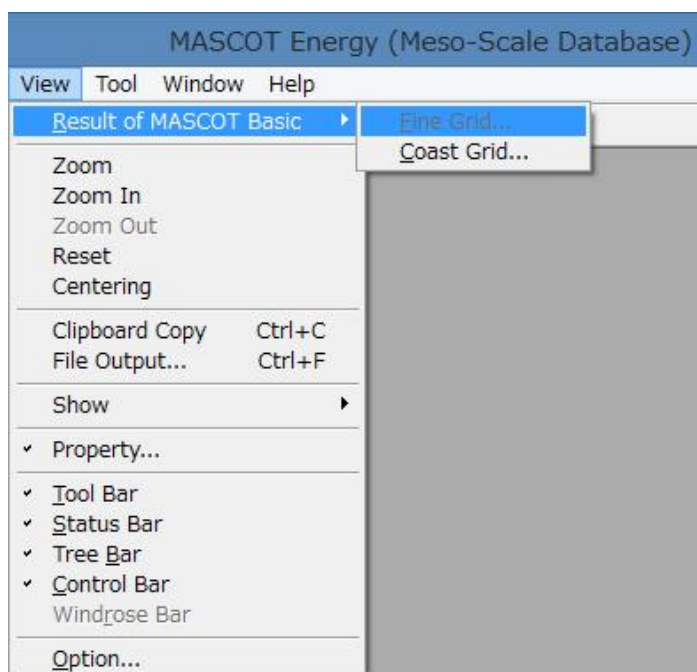 MASCOT Energy (Meso-Scale Database)
View Tool Window Help
Result of MASCOT Basic
Fine Grid...
Coast Grid...
Zoom
Zoom In
Zoom Out
Reset
Centering
Clipboard Copy Ctrl+C
File Output... Ctrl+F
Show
Property...
Tool Bar
Status Bar
Tree Bar
Control Bar
Windrose Bar
Option...